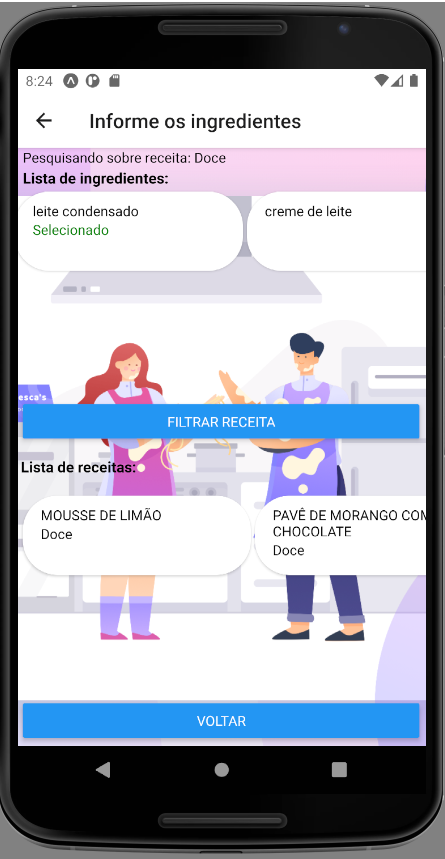 8:24
Informe os ingredientes
Pesquisando sobre receita: Doce
Lista de ingredientes:
leite condensado
creme de leite
Selecionado
esca's
FILTRAR RECEITA
Lista de receitas:
MOUSSE DE LIMÃO
Doce
PAVÊ DE MORANGO COM
CHOCOLATE
Doce
VOLTAR